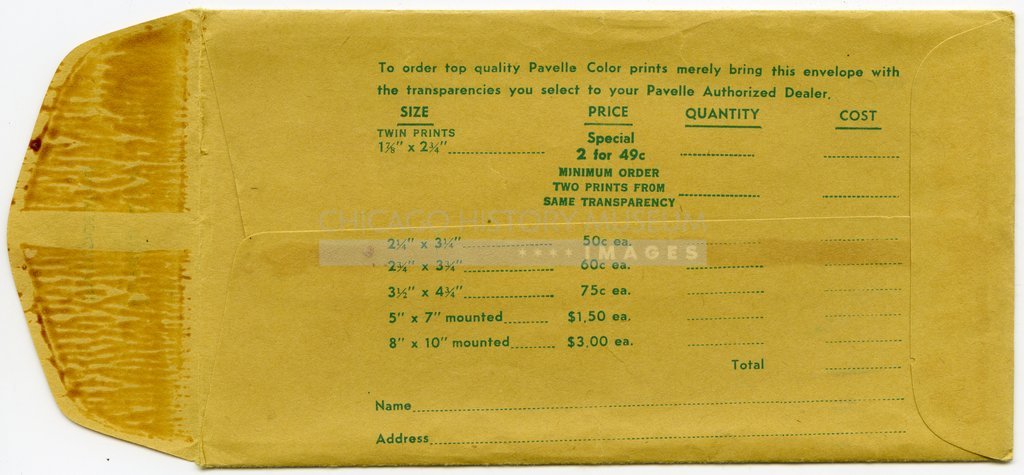 To order top quality Pavelle Color prints merely bring this envelope with
the transparencies you select to your Pavelle Authorized Dealer.
SIZE PRICE QUANTITY COST
TWIN PRINTS
1⅞" x 2¾" Special
2 for 49c
MINIMUM ORDER
TWO PRINTS FROM
SAME TRANSPARENCY
CHICAGO HISTORY MUSEUM
2¼" x 3¼" 50c ea.
IMAGES
2¾" x 3¾" 60c ea.
3½" x 4¾" 75c ea.
5" x 7" mounted $1.50 ea.
8" x 10" mounted $3.00 ea.
Total
Name
Address